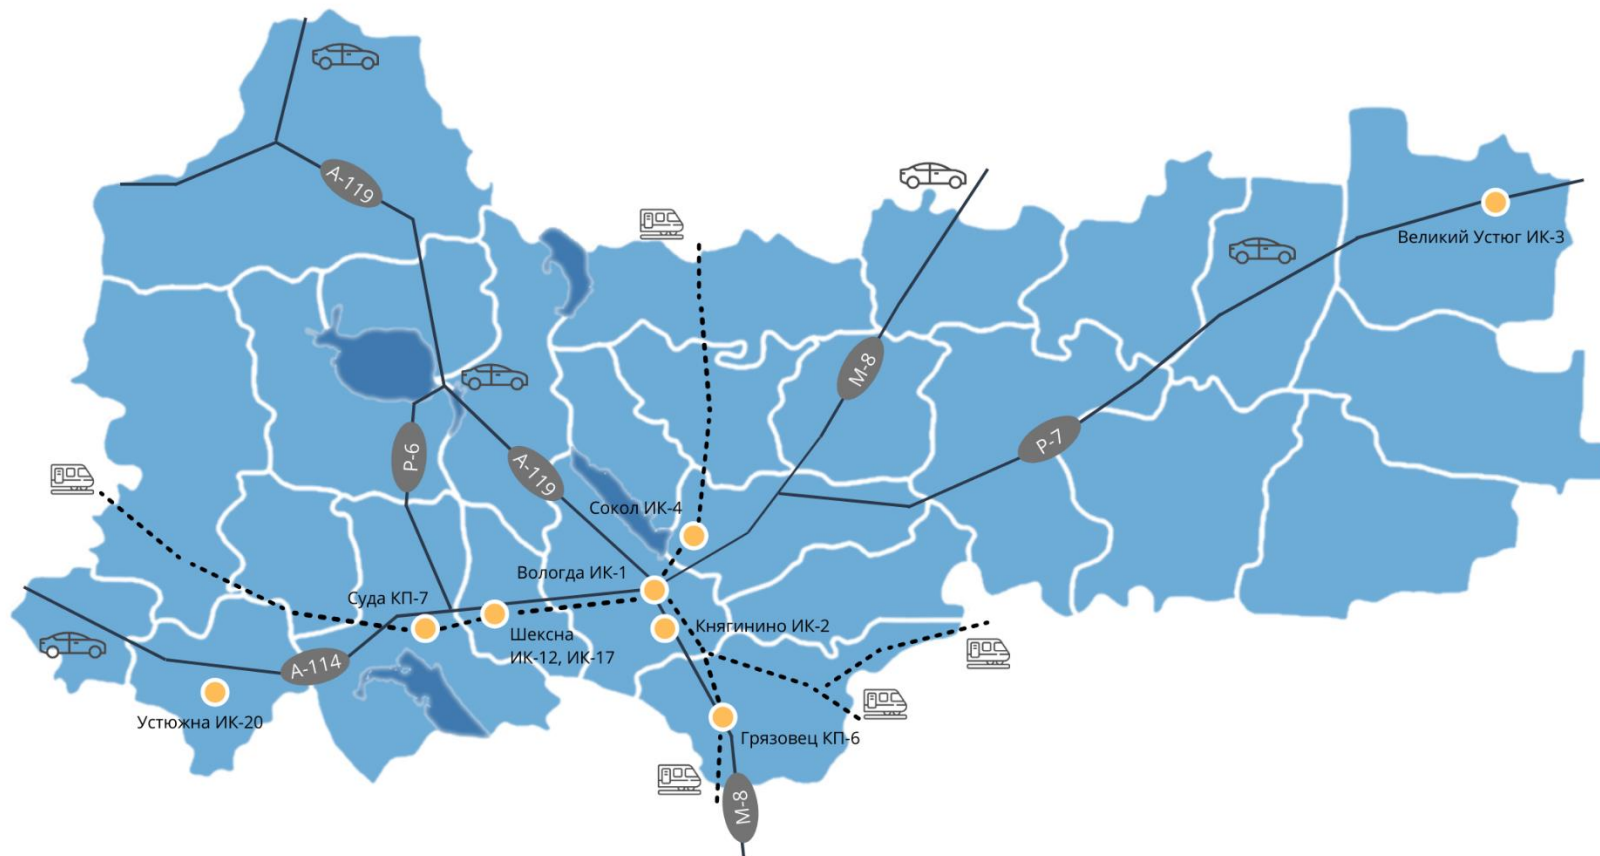 А-119
Великий Устюг ИК-3
М-8
Р-7
Р-6
А-119
Сокол ИК-4
Вологда ИК-1
Суда КП-7
Шексна
ИК-12, ИК-17
Княгинино ИК-2
А-114
Устюжна ИК-20
Грязовец КП-6
М-8